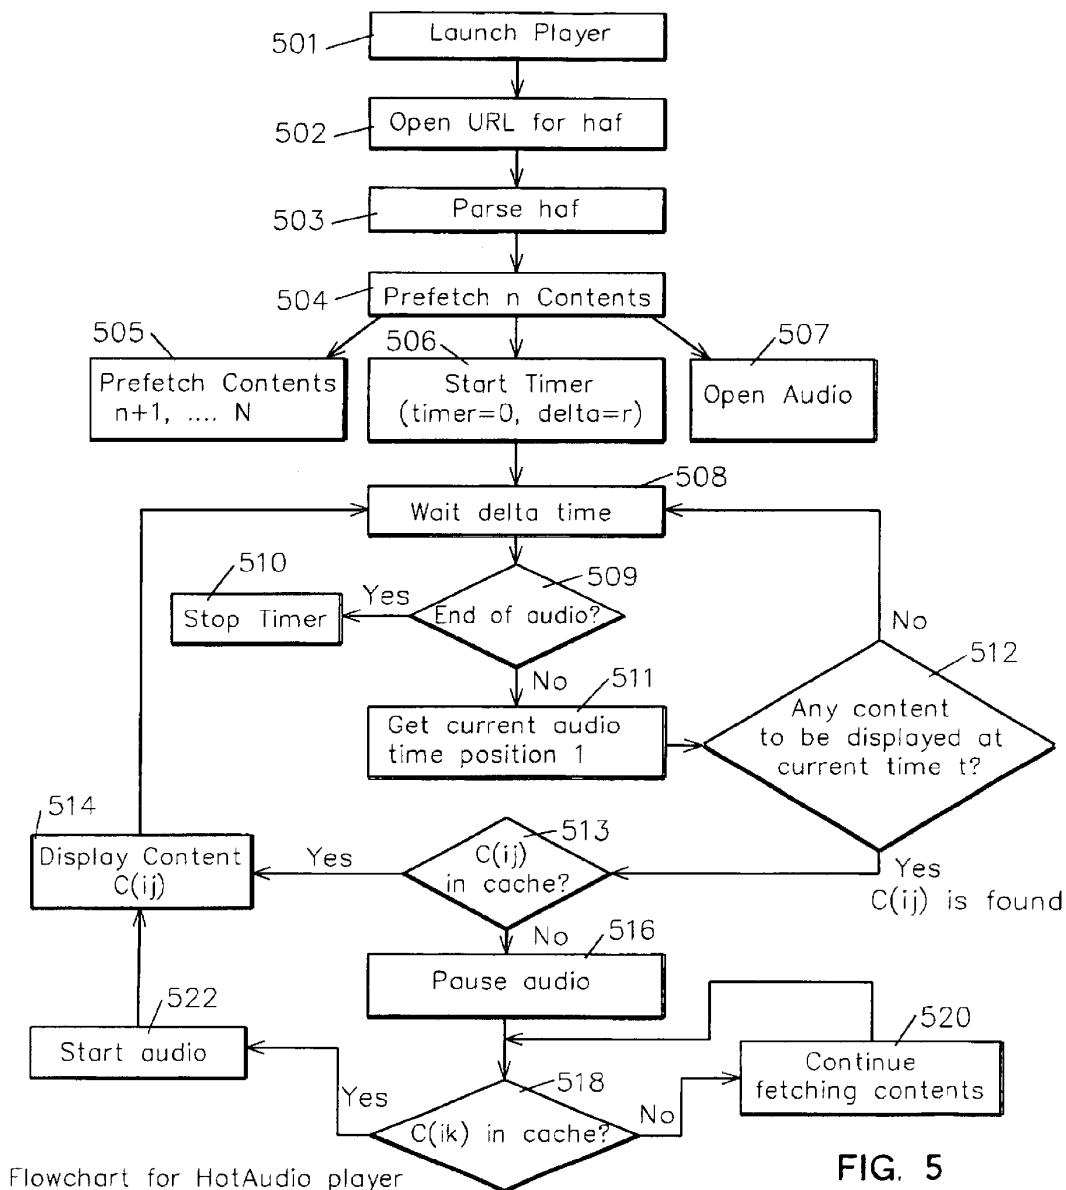 501
Launch Player
502
Open URL for haf
503
Parse haf
504
Prefetch n Contents
505
Prefetch Contents
n+1, .... N
506
Start Timer
(timer=0, delta=r)
507
Open Audio
508
Wait delta time
509
End of audio?
Yes
510
Stop Timer
No
511
Get current audio
time position 1
512
Any content
to be displayed at
current time t?
No
Yes
C(ij) is found
513
C(ij)
in cache?
Yes
514
Display Content
C(ij)
No
516
Pause audio
518
C(ik) in cache?
No
520
Continue
fetching contents
Yes
522
Start audio
Flowchart for HotAudio player
FIG. 5